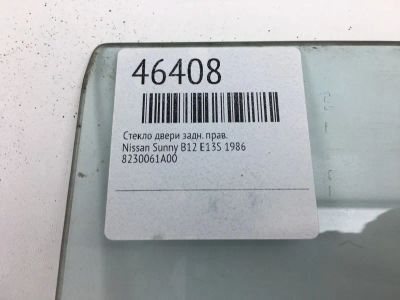 46408
Стекло двери задн. прав.
Nissan Sunny B12 E13S 1986
8230061A00